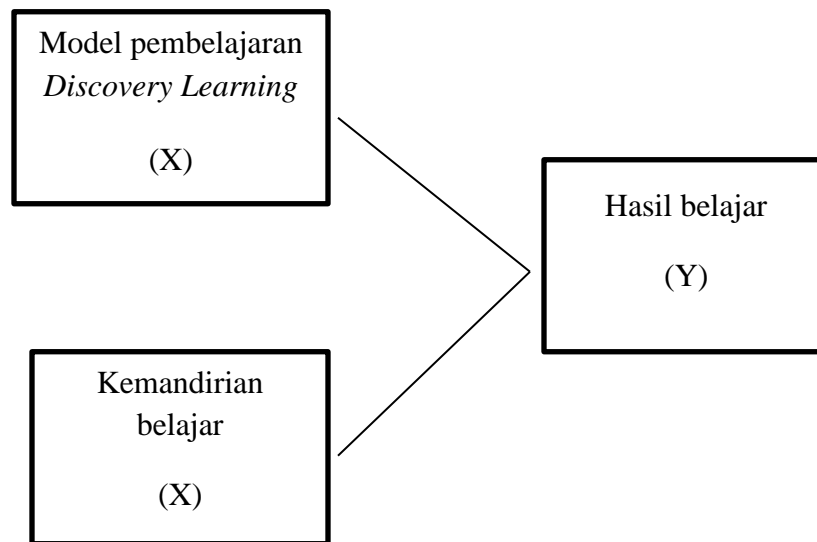 Model pembelajaran
Discovery Learning
(X)
Hasil belajar
(Y)
Kemandirian
belajar
(X)